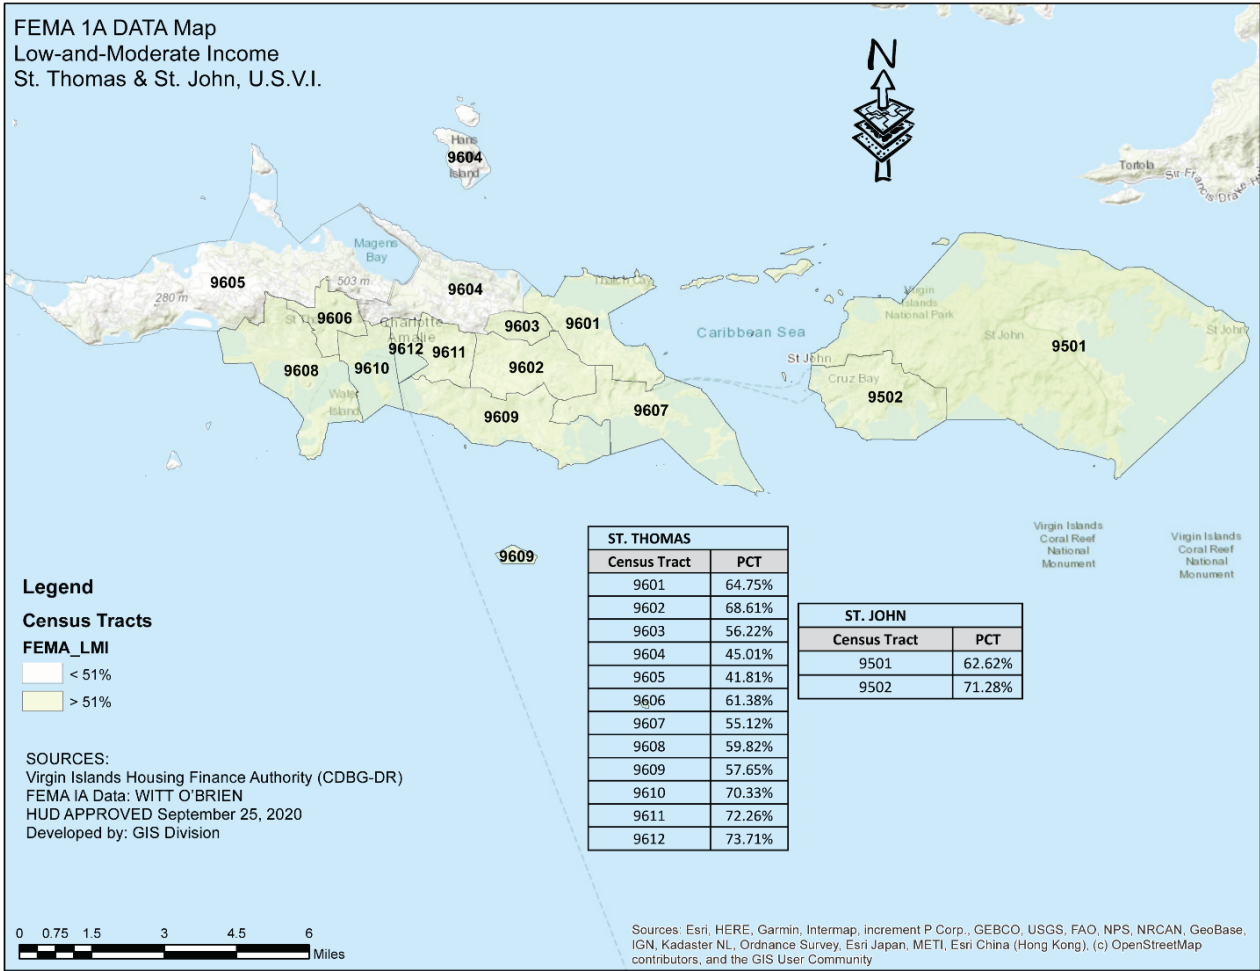 FEMA 1A DATA Map
Low-and-Moderate Income
St. Thomas & St. John, U.S.V.I.
N
Hans
9604
Island
Tortola
Sir Francis Drake
Magens
Bay
9605
280 m
503 m
9604
Thatch Cay
9606
9603
9601
Charlotte
Amalie
9612
9611
9608
9610
9602
Water
Island
9609
9607
Caribbean Sea
Virgin
Islands
National Park
St John
St John
St John
9501
Cruz Bay
9502
9609
Virgin Islands
Coral Reef
National
Monument
Virgin Islands
Coral Reef
National
Monument
Legend
Census Tracts
FEMA_LMI
< 51%
> 51%
SOURCES:
Virgin Islands Housing Finance Authority (CDBG-DR)
FEMA IA Data: WITT O'BRIEN
HUD APPROVED September 25, 2020
Developed by: GIS Division
ST. THOMAS
Census Tract PCT
9601 64.75%
9602 68.61%
9603 56.22%
9604 45.01%
9605 41.81%
9606 61.38%
9607 55.12%
9608 59.82%
9609 57.65%
9610 70.33%
9611 72.26%
9612 73.71%
ST. JOHN
Census Tract PCT
9501 62.62%
9502 71.28%
0 0.75 1.5 3 4.5 6
Miles
Sources: Esri, HERE, Garmin, Intermap, increment P Corp., GEBCO, USGS, FAO, NPS, NRCAN, GeoBase,
IGN, Kadaster NL, Ordnance Survey, Esri Japan, METI, Esri China (Hong Kong), (c) OpenStreetMap
contributors, and the GIS User Community